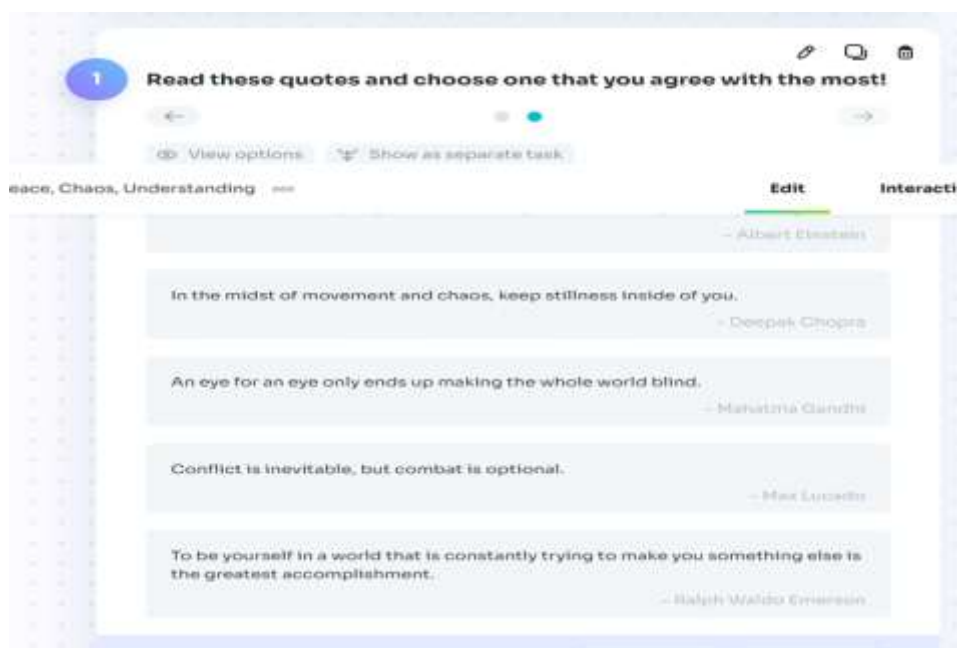 1
Read these quotes and choose one that you agree with the most!
View options Show as separate task
eace, Chaos, Understanding
Edit Interacti
– Albert Einstein
In the midst of movement and chaos, keep stillness inside of you.
– Deepak Chopra
An eye for an eye only ends up making the whole world blind.
– Mahatma Gandhi
Conflict is inevitable, but combat is optional.
– Max Lucado
To be yourself in a world that is constantly trying to make you something else is
the greatest accomplishment.
– Ralph Waldo Emerson